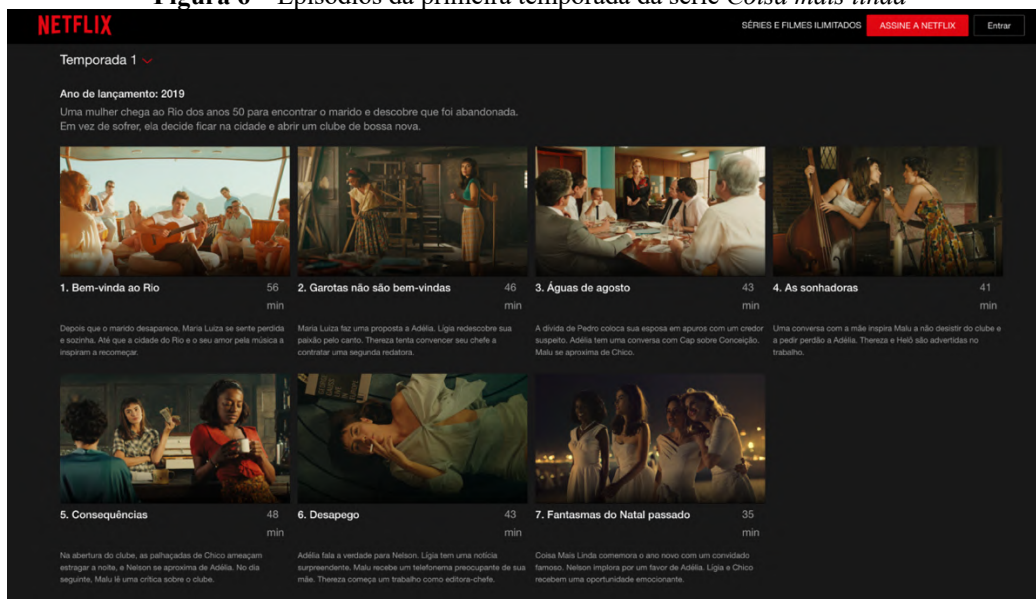 Figura 6 – Episódios da primeira temporada da série Coisa mais linda
NETFLIX
SÉRIES E FILMES ILIMITADOS
ASSINE A NETFLIX
Entrar
Temporada 1
Ano de lançamento: 2019
Uma mulher chega ao Rio dos anos 50 para encontrar o marido e descobre que foi abandonada.
Em vez de sofrer, ela decide ficar na cidade e abrir um clube de bossa nova.
1. Bem-vinda ao Rio 56
min
Depois que o marido desaparece, Maria Luiza se sente perdida
e sozinha. Até que a cidade do Rio e o seu amor pela música a
inspiram a recomeçar.
2. Garotas não são bem-vindas 46
min
Maria Luiza faz uma proposta a Adélia. Lígia redescobre sua
paixão pelo canto. Thereza tenta convencer seu chefe a
contratar uma segunda redatora.
3. Águas de agosto 43
min
A dívida de Pedro coloca sua esposa em apuros com um credor
suspeito. Adélia tem uma conversa com Cap sobre Conceição.
Malu se aproxima de Chico.
4. As sonhadoras 41
min
Uma conversa com a mãe inspira Malu a não desistir do clube e
a pedir perdão a Adélia. Thereza e Helô são advertidas no
trabalho.
5. Consequências 48
min
Na abertura do clube, as palhaçadas de Chico ameaçam
estragar a noite, e Nelson se aproxima de Adélia. No dia
seguinte, Malu lê uma crítica sobre o clube.
6. Desapego 43
min
Adélia fala a verdade para Nelson. Lígia tem uma notícia
surpreendente. Malu recebe um telefonema preocupante de sua
mãe. Thereza começa um trabalho como editora-chefe.
7. Fantasmas do Natal passado 35
min
Coisa Mais Linda comemora o ano novo com um convidado
famoso. Nelson implora por um favor de Adélia. Lígia e Chico
recebem uma oportunidade emocionante.